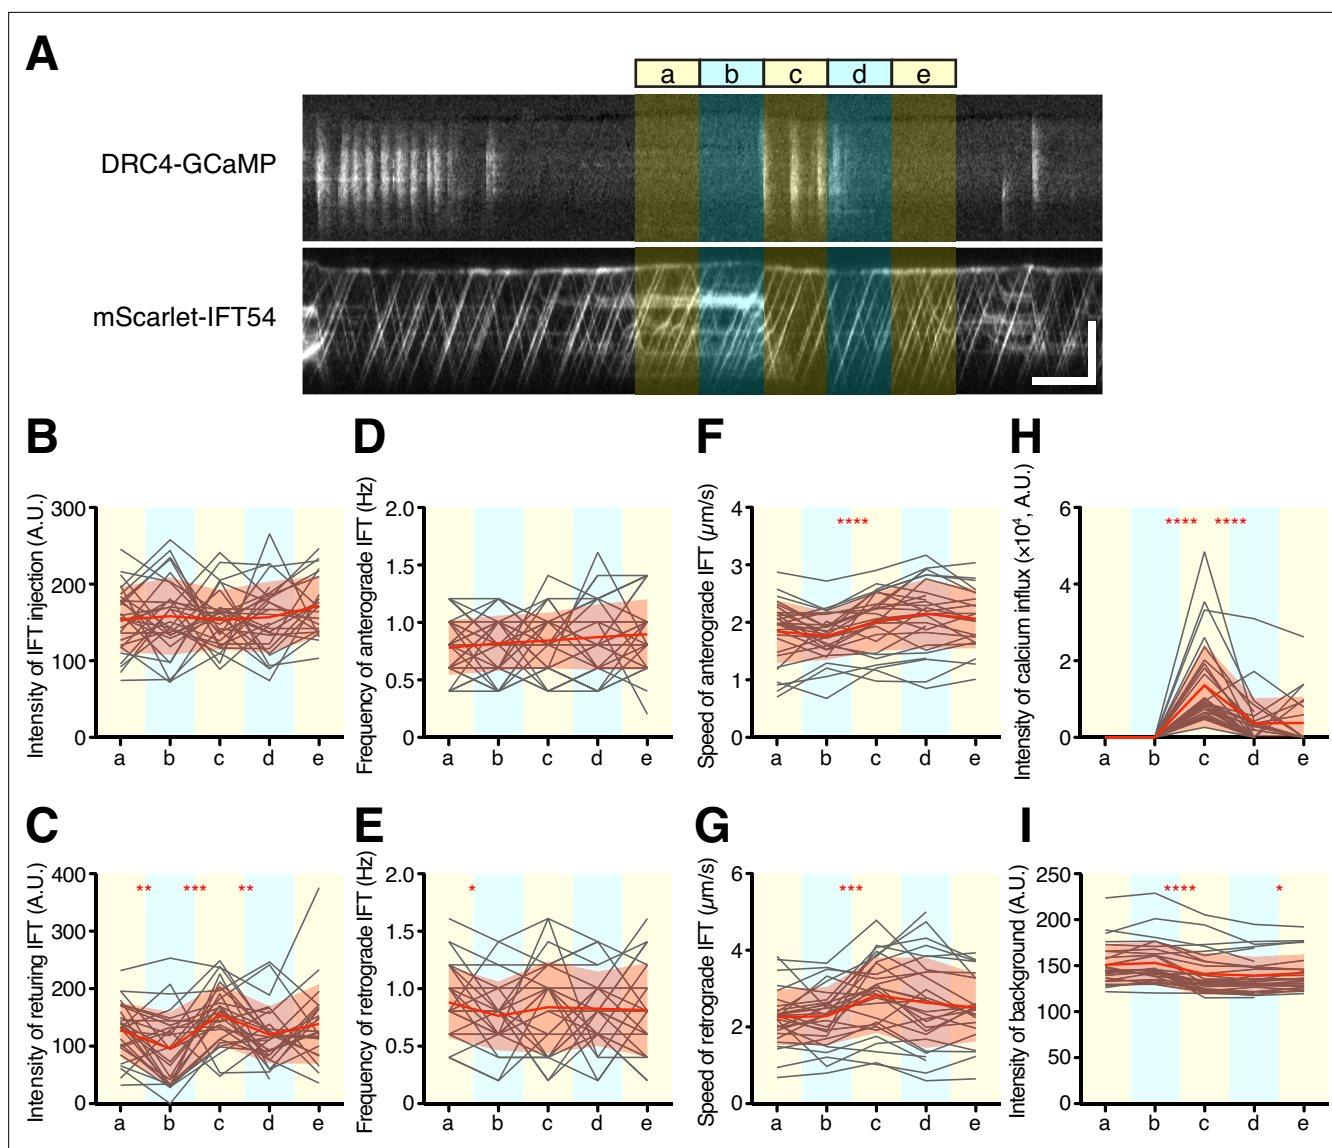 A
a b c d e
DRC4-GCaMP
mScarlet-IFT54
B
Intensity of IFT injection (A.U.)
300
200
100
0
a b c d e
D
Frequency of anterograde IFT (Hz)
2.0
1.5
1.0
0.5
0
a b c d e
F
Speed of anterograde IFT (µm/s)
4
3
2
1
0
****
a b c d e
H
Intensity of calcium influx (×10⁴, A.U.)
6
4
2
0
**** ****
a b c d e
C
Intensity of retuning IFT (A.U.)
400
300
200
100
0
** *** **
a b c d e
E
Frequency of retrograde IFT (Hz)
2.0
1.5
1.0
0.5
0
*
a b c d e
G
Speed of retrograde IFT (µm/s)
6
4
2
0
***
a b c d e
I
Intensity of background (A.U.)
250
200
150
100
50
0
**** *
a b c d e